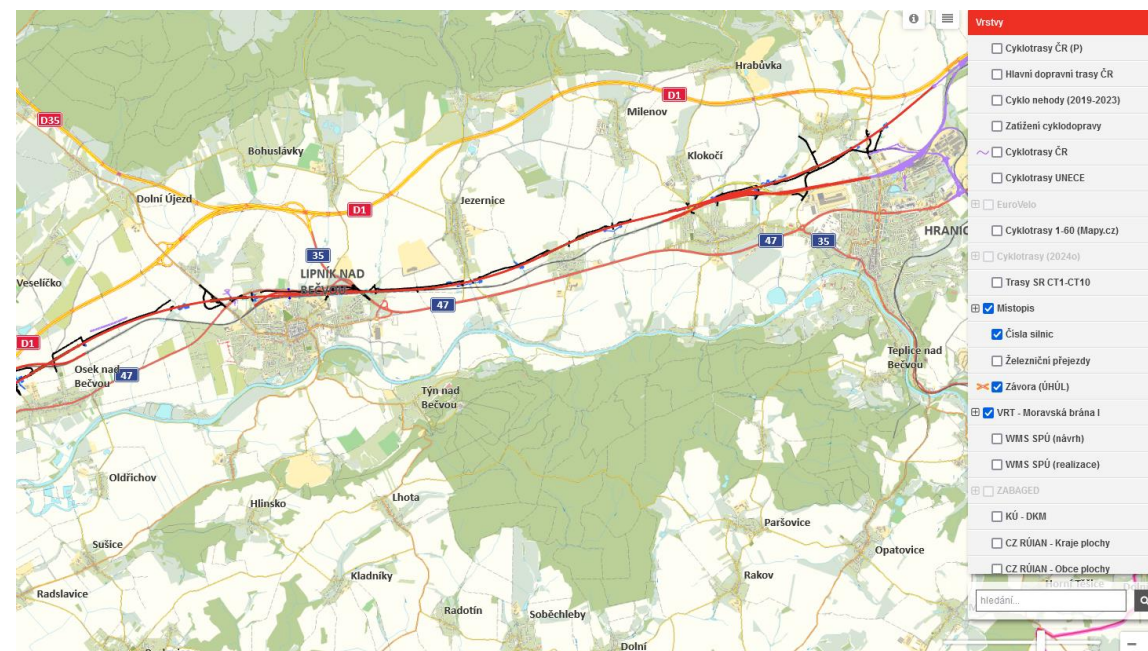 Vrstvy
Cyklotrasy ČR (P)
Hlavní dopravní trasy ČR
Cyklo nehody (2019-2023)
Zatížení cyklodopravy
Cyklotrasy ČR
Cyklotrasy UNECE
EuroVelo
Cyklotrasy 1-60 (Mapy.cz)
Cyklotrasy (2024o)
Trasy SR CT1-CT10
Místopis
Čísla silnic
Železniční přejezdy
Závora (ÚHÚL)
VRT - Moravská brána I
WMS SPÚ (návrh)
WMS SPÚ (realizace)
ZABAGED
KÚ - DKM
CZ RÚIAN - Kraje plochy
CZ RÚIAN - Obce plochy
hledání...
Hrabůvka
D1
Milenov
D35
Bohuslávky
Klokočí
Dolní Újezd
Jezernice
D1
HRANIC
47
35
35
LIPNÍK NAD
BEČVOU
Veselíčko
47
D1
Osek nad
Bečvou
47
Teplice nad
Bečvou
Týn nad
Bečvou
Oldřichov
Hlinsko
Lhota
Paršovice
Sušice
Opatovice
Kladníky
Rakov
Radslavice
Horní Těšice
Radotín
Soběchleby
Dolní